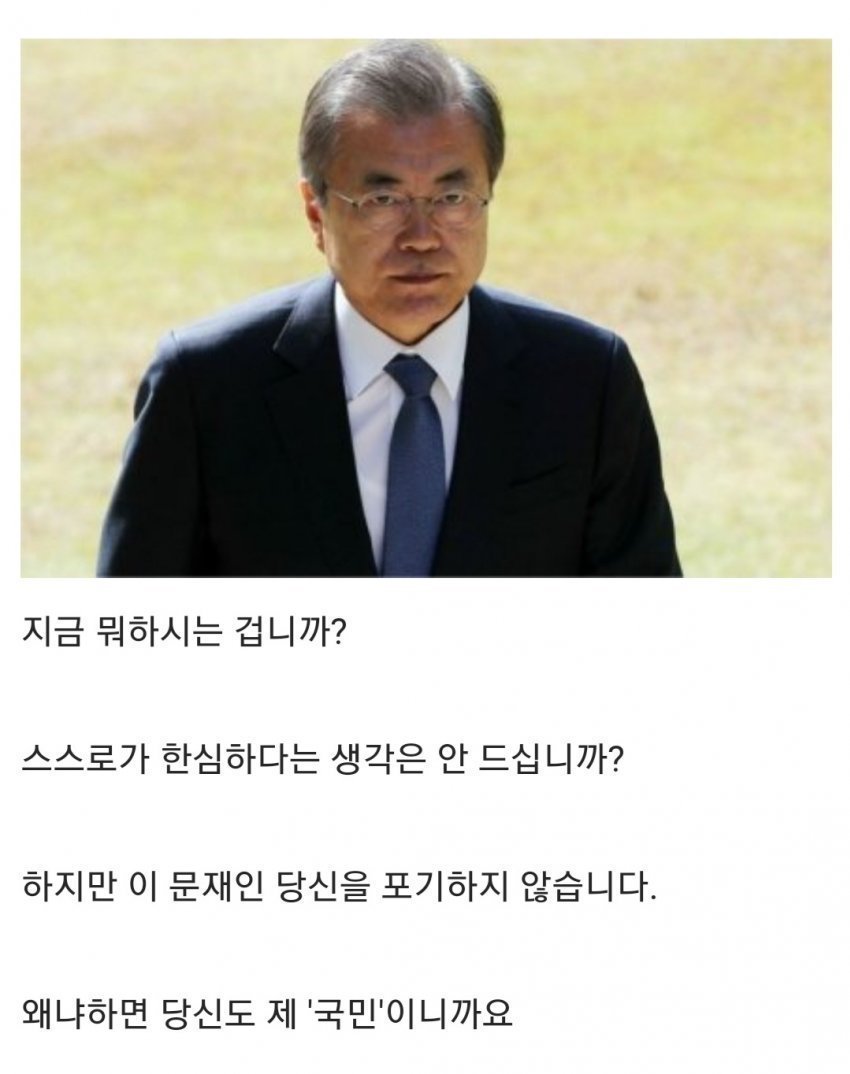 지금 뭐하시는 겁니까?
스스로가 한심하다는 생각은 안 드십니까?
하지만 이 문재인 당신을 포기하지 않습니다.
왜냐하면 당신도 제 '국민'이니까요